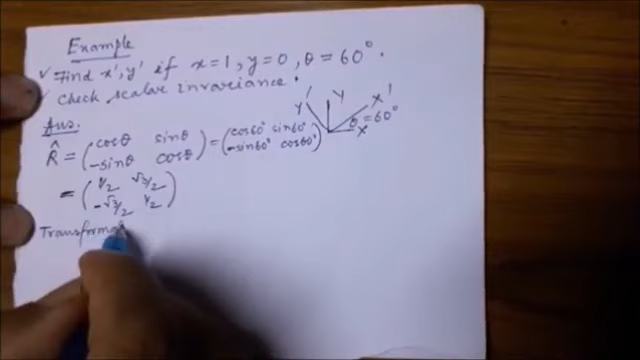 Example
✓ Find x', y' if x=1, y=0, θ = 60°.
✓ Check scalar invariance.
Ans.
R̂ = (cosθ sinθ -sinθ cosθ) = (cos60° sin60° -sin60° cos60°)
Y' Y X' θ=60° X
= (1/2 √3/2 -√3/2 1/2)
Transforma